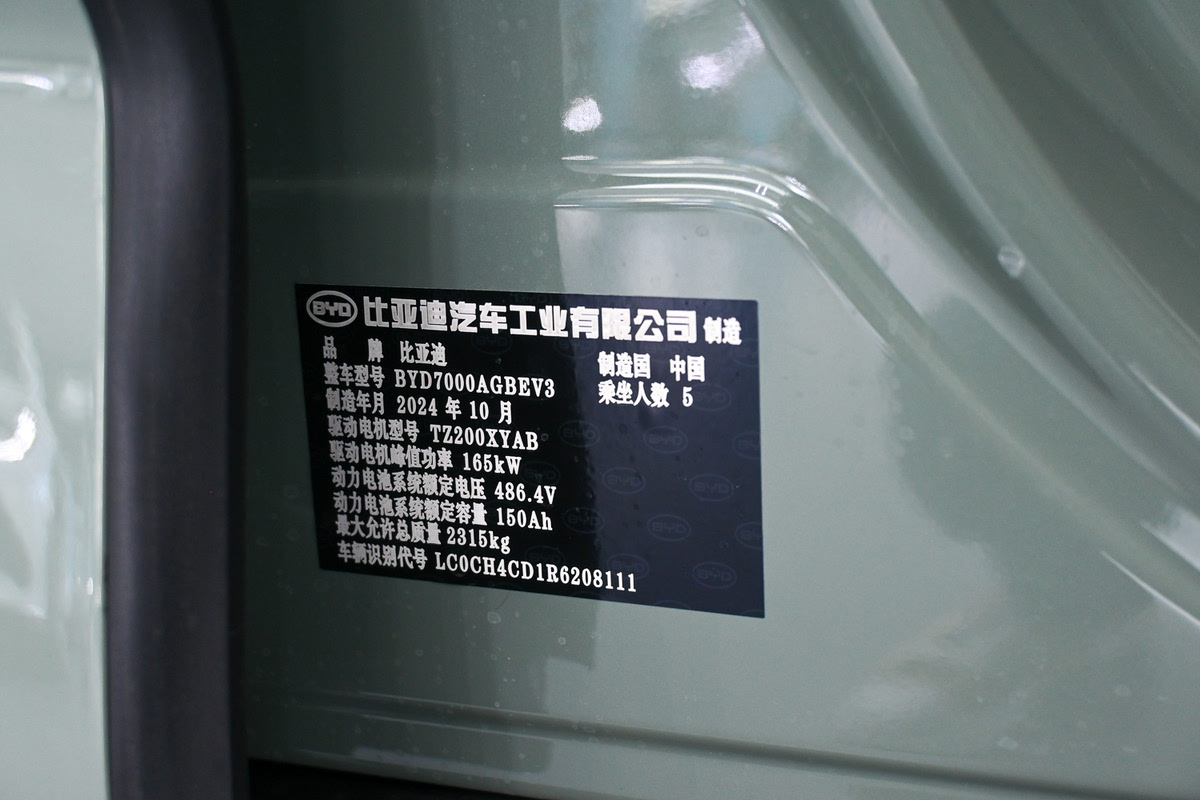 BYD 比亚迪汽车工业有限公司 制造
品 牌 比亚迪 制造国 中国
整车型号 BYD7000AGBEV3 乘坐人数 5
制造年月 2024 年 10 月
驱动电机型号 TZ200XYAB
驱动电机峰值功率 165kW
动力电池系统额定电压 486.4V
动力电池系统额定容量 150Ah
最大允许总质量 2315kg
车辆识别代号 LC0CH4CD1R6208111